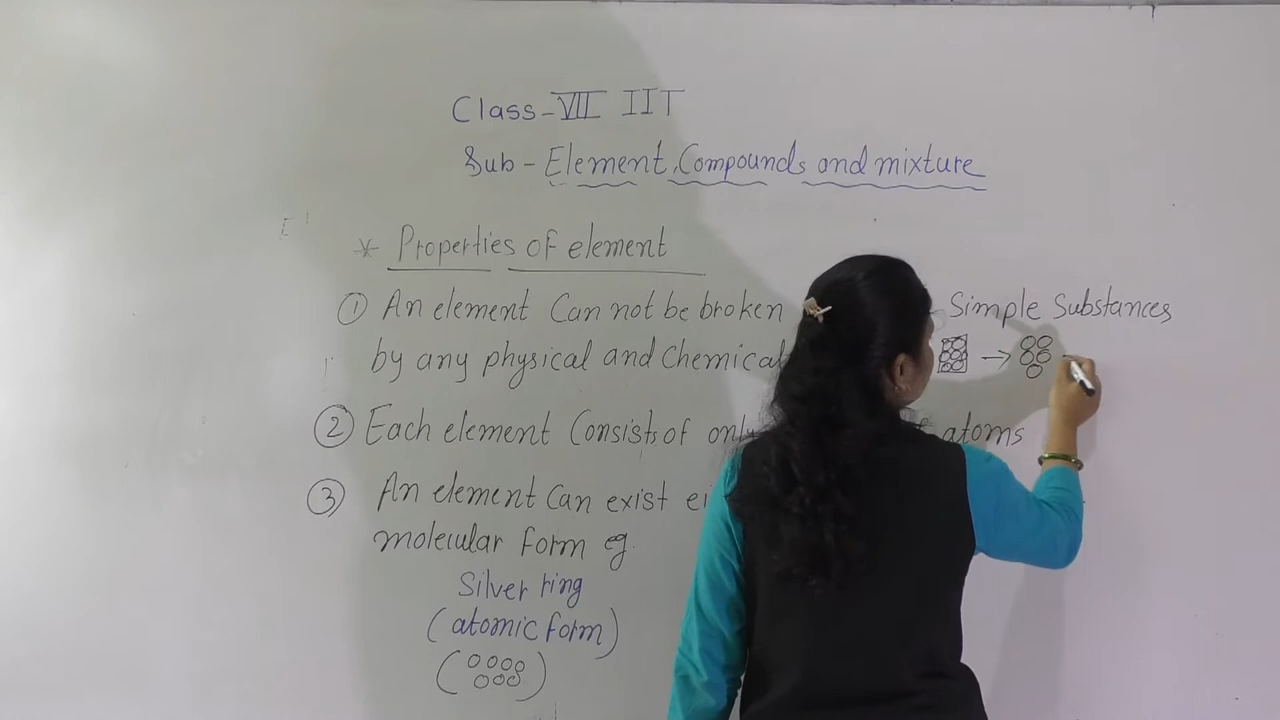 Class-VII IIT
Sub - Element, Compounds and mixture
* Properties of element
① An element Can not be broken Simple Substances
by any physical and Chemical
② Each element Consists of only atoms
③ An element Can exist
molecular form eg.
Silver ring
(atomic form)